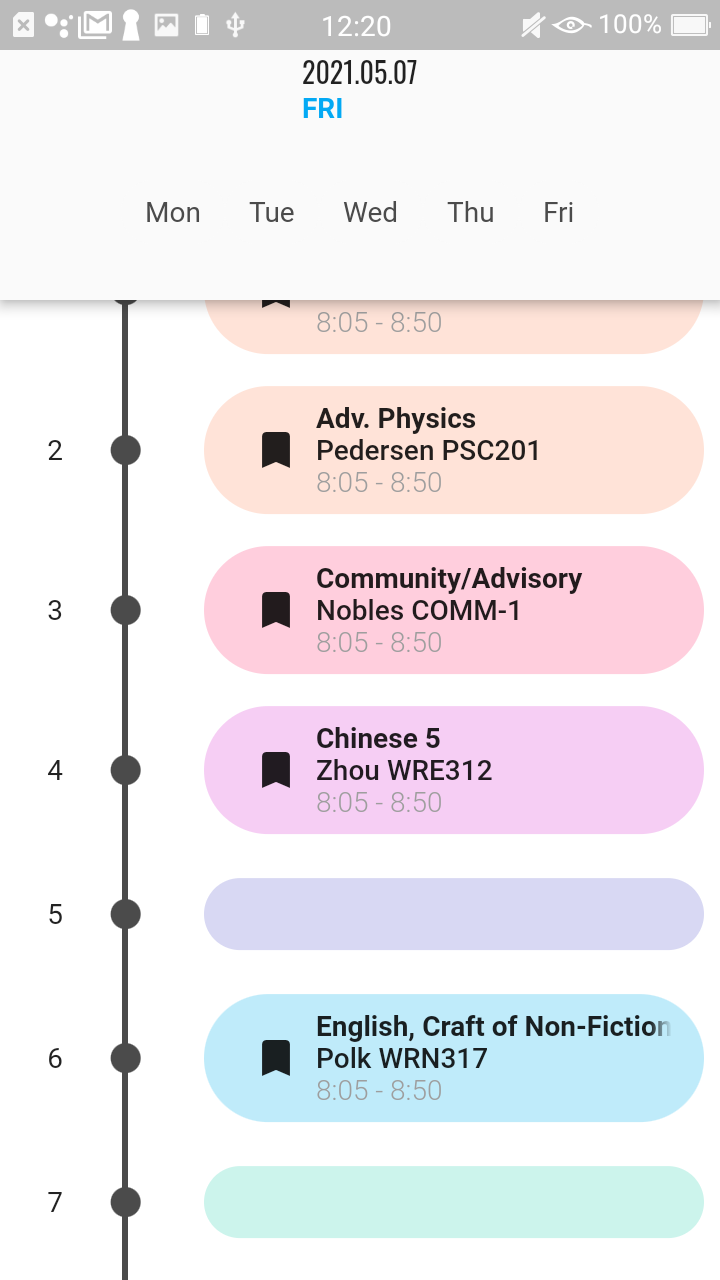 12:20 100%
2021.05.07
FRI
Mon Tue Wed Thu Fri
8:05 - 8:50
2
Adv. Physics
Pedersen PSC201
8:05 - 8:50
3
Community/Advisory
Nobles COMM-1
8:05 - 8:50
4
Chinese 5
Zhou WRE312
8:05 - 8:50
5
6
English, Craft of Non-Fiction
Polk WRN317
8:05 - 8:50
7